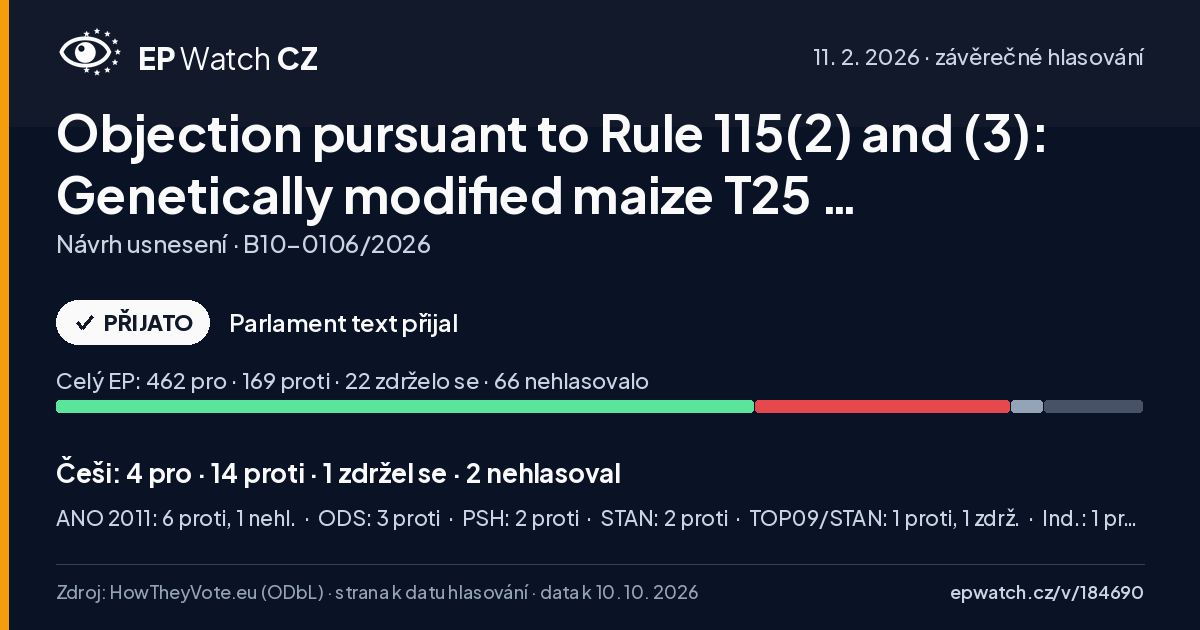 EP Watch CZ
11. 2. 2026 · závěrečné hlasování
Objection pursuant to Rule 115(2) and (3):
Genetically modified maize T25 …
Návrh usnesení · B10-0106/2026
✓ PŘIJATO Parlament text přijal
Celý EP: 462 pro · 169 proti · 22 zdrželo se · 66 nehlasovalo
Češi: 4 pro · 14 proti · 1 zdržel se · 2 nehlasoval
ANO 2011: 6 proti, 1 nehl. · ODS: 3 proti · PSH: 2 proti · STAN: 2 proti · TOP09/STAN: 1 proti, 1 zdrž. · Ind.: 1 pr…
Zdroj: HowTheyVote.eu (ODbL) · strana k datu hlasování · data k 10. 10. 2026
epwatch.cz/v/184690